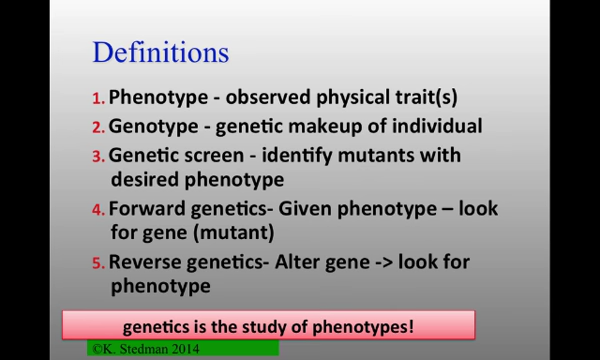 Definitions
1. Phenotype - observed physical trait(s)
2. Genotype - genetic makeup of individual
3. Genetic screen - identify mutants with
desired phenotype
4. Forward genetics- Given phenotype – look
for gene (mutant)
5. Reverse genetics- Alter gene -> look for
phenotype
genetics is the study of phenotypes!
©K. Stedman 2014